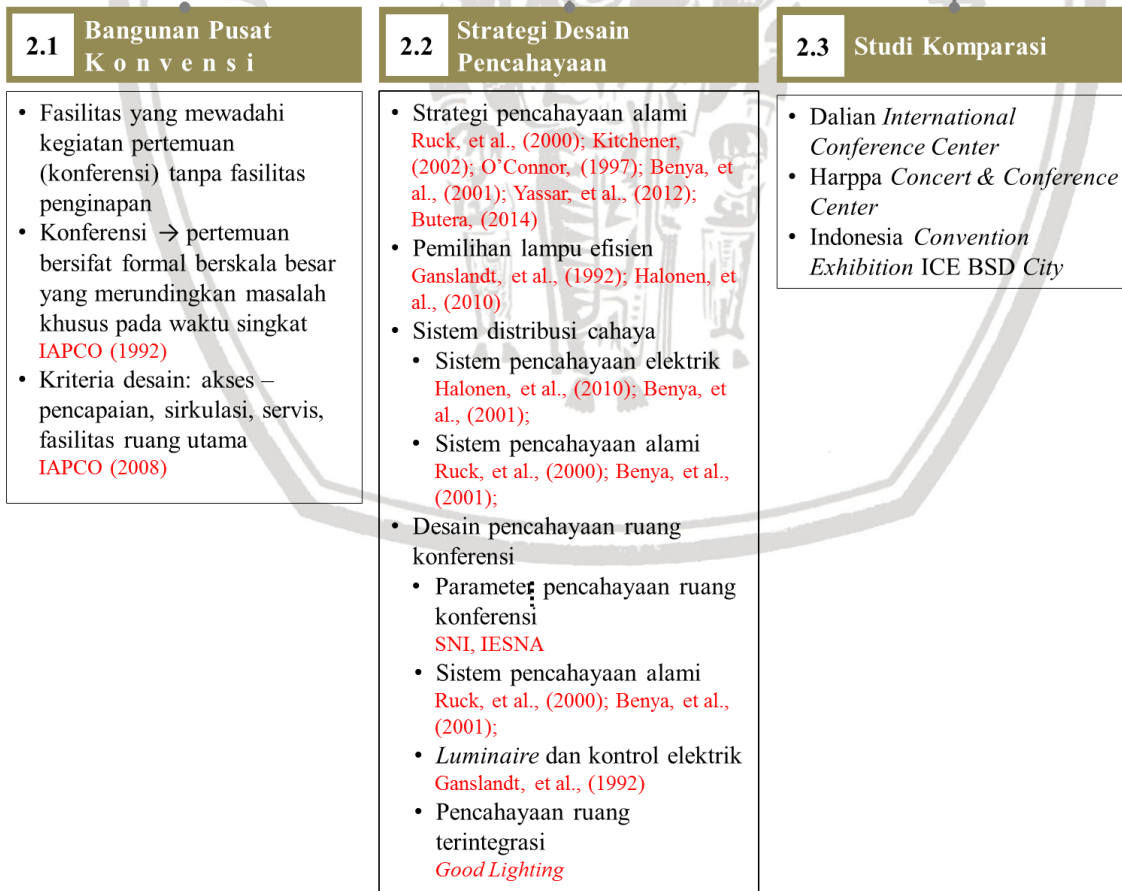 2.1
Bangunan Pusat
K o n v e n s i
• Fasilitas yang mewadahi
kegiatan pertemuan
(konferensi) tanpa fasilitas
penginapan
• Konferensi → pertemuan
bersifat formal berskala besar
yang merundingkan masalah
khusus pada waktu singkat
IAPCO (1992)
• Kriteria desain: akses –
pencapaian, sirkulasi, servis,
fasilitas ruang utama
IAPCO (2008)
2.2
Strategi Desain
Pencahayaan
• Strategi pencahayaan alami
Ruck, et al., (2000); Kitchener,
(2002); O’Connor, (1997); Benya, et
al., (2001); Yassar, et al., (2012);
Butera, (2014)
• Pemilihan lampu efisien
Ganslandt, et al., (1992); Halonen, et
al., (2010)
• Sistem distribusi cahaya
• Sistem pencahayaan elektrik
Halonen, et al., (2010); Benya, et
al., (2001);
• Sistem pencahayaan alami
Ruck, et al., (2000); Benya, et al.,
(2001);
• Desain pencahayaan ruang
konferensi
• Parameter pencahayaan ruang
konferensi
SNI, IESNA
• Sistem pencahayaan alami
Ruck, et al., (2000); Benya, et al.,
(2001);
• Luminaire dan kontrol elektrik
Ganslandt, et al., (1992)
• Pencahayaan ruang
terintegrasi
Good Lighting
2.3
Studi Komparasi
• Dalian International
Conference Center
• Harppa Concert & Conference
Center
• Indonesia Convention
Exhibition ICE BSD City